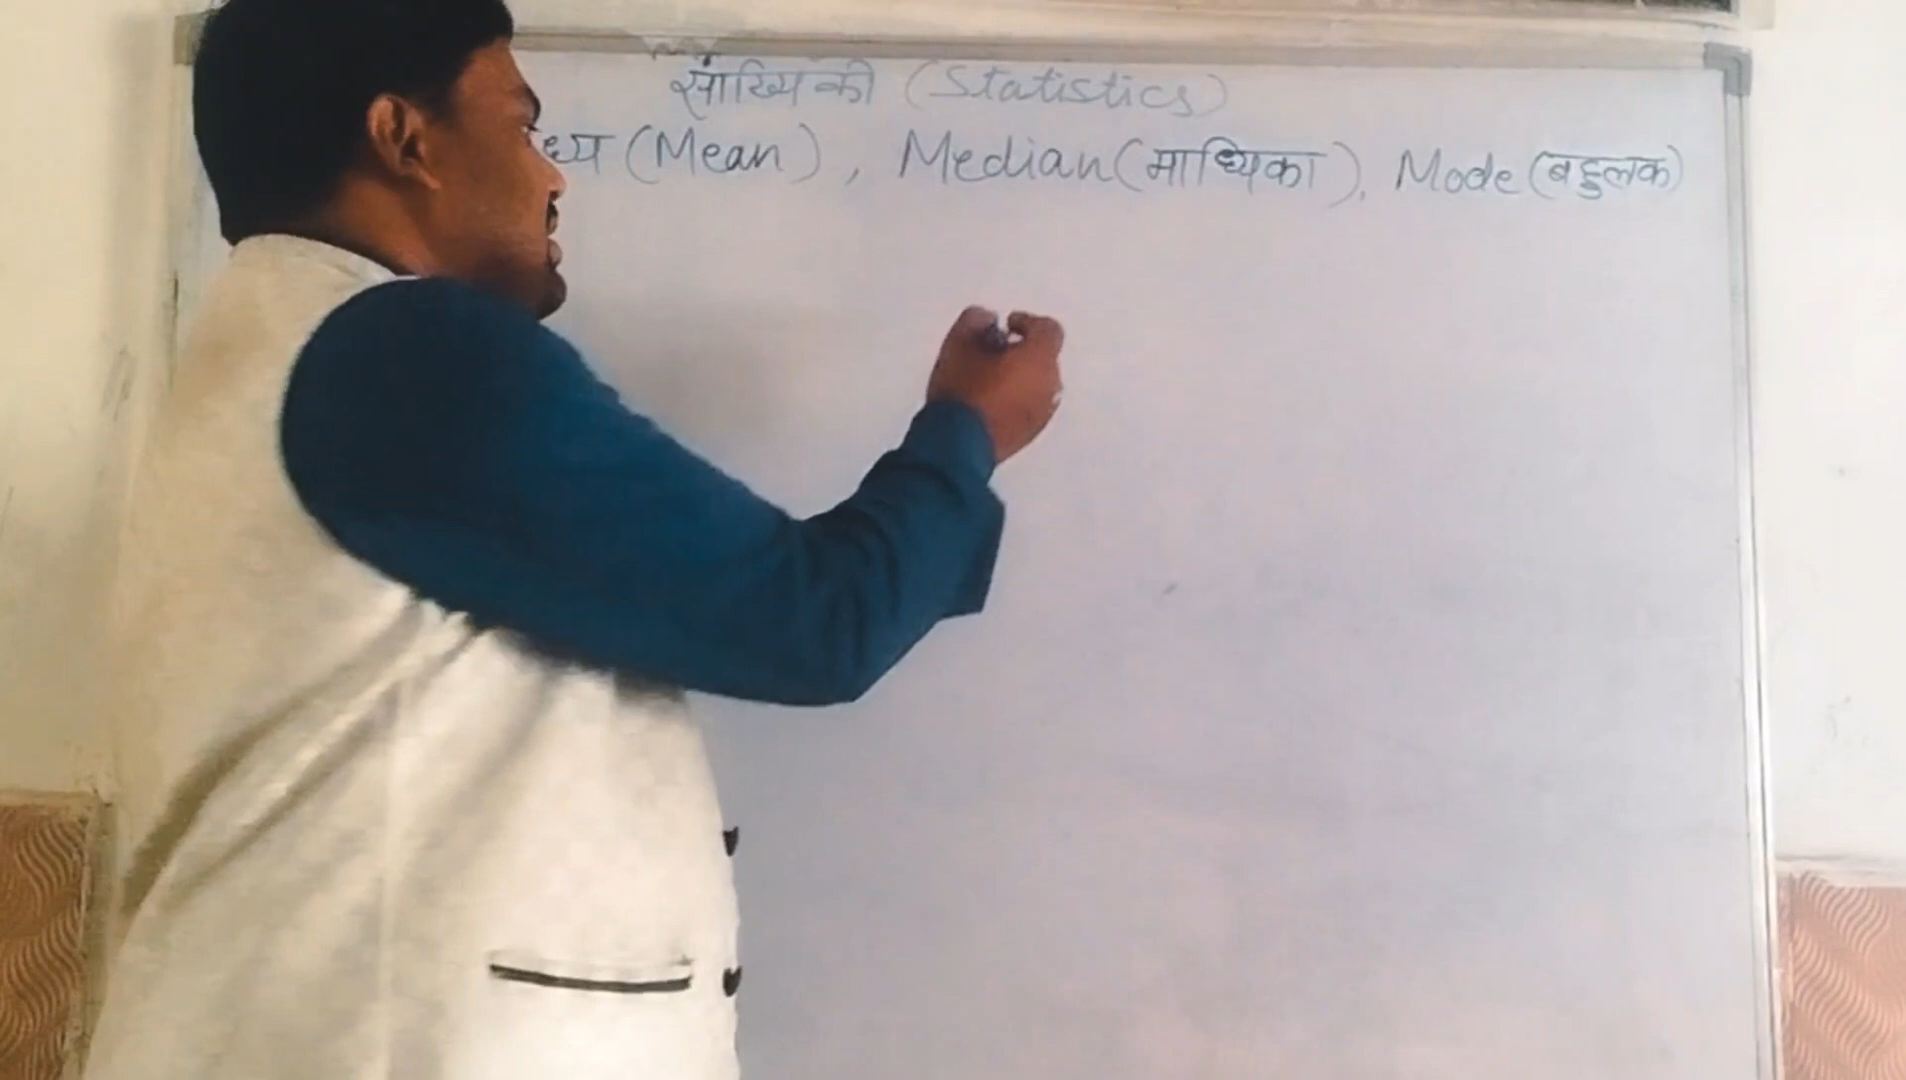 सांख्यिकी (Statistics)
ध्य (Mean), Median (माध्यिका), Mode (बहुलक)